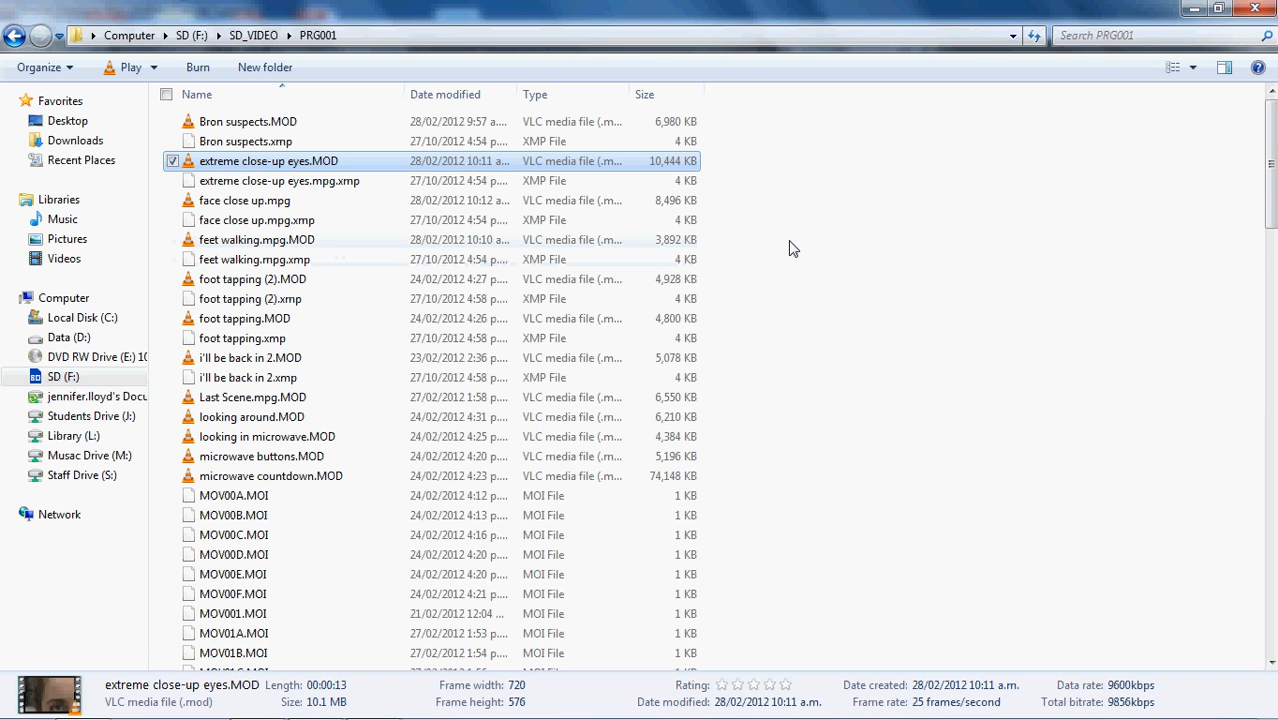 Computer SD (F:) SD_VIDEO PRG001 Search PRG001
Organize Play Burn New folder
Favorites
Desktop
Downloads
Recent Places
Libraries
Music
Pictures
Videos
Computer
Local Disk (C:)
Data (D:)
DVD RW Drive (E:) 10
SD (F:)
jennifer.lloyd's Docu
Students Drive (J:)
Library (L:)
Musac Drive (M:)
Staff Drive (S:)
Network
Name Date modified Type Size
Bron suspects.MOD 28/02/2012 9:57 a.... VLC media file (.m... 6,980 KB
Bron suspects.xmp 27/10/2012 4:54 p.... XMP File 4 KB
extreme close-up eyes.MOD 28/02/2012 10:11 a... VLC media file (.m... 10,444 KB
extreme close-up eyes.mpg.xmp 27/10/2012 4:54 p.... XMP File 4 KB
face close up.mpg 28/02/2012 10:12 a... VLC media file (.m... 8,496 KB
face close up.mpg.xmp 27/10/2012 4:54 p.... XMP File 4 KB
feet walking.mpg.MOD 28/02/2012 10:10 a... VLC media file (.m... 3,892 KB
feet walking.mpg.xmp 27/10/2012 4:54 p.... XMP File 4 KB
foot tapping (2).MOD 24/02/2012 4:27 p.... VLC media file (.m... 4,928 KB
foot tapping (2).xmp 27/10/2012 4:58 p.... XMP File 4 KB
foot tapping.MOD 24/02/2012 4:26 p.... VLC media file (.m... 4,800 KB
foot tapping.xmp 27/10/2012 4:58 p.... XMP File 4 KB
i'll be back in 2.MOD 23/02/2012 2:36 p.... VLC media file (.m... 5,078 KB
i'll be back in 2.xmp 27/10/2012 4:58 p.... XMP File 4 KB
Last Scene.mpg.MOD 27/02/2012 1:58 p.... VLC media file (.m... 6,550 KB
looking around.MOD 24/02/2012 4:31 p.... VLC media file (.m... 6,210 KB
looking in microwave.MOD 24/02/2012 4:25 p.... VLC media file (.m... 4,384 KB
microwave buttons.MOD 24/02/2012 4:20 p.... VLC media file (.m... 5,196 KB
microwave countdown.MOD 24/02/2012 4:23 p.... VLC media file (.m... 74,148 KB
MOV00A.MOI 24/02/2012 4:12 p.... MOI File 1 KB
MOV00B.MOI 24/02/2012 4:13 p.... MOI File 1 KB
MOV00C.MOI 24/02/2012 4:16 p.... MOI File 1 KB
MOV00D.MOI 24/02/2012 4:20 p.... MOI File 1 KB
MOV00E.MOI 24/02/2012 4:20 p.... MOI File 1 KB
MOV00F.MOI 24/02/2012 4:21 p.... MOI File 1 KB
MOV001.MOI 21/02/2012 12:04 ... MOI File 1 KB
MOV01A.MOI 27/02/2012 1:53 p.... MOI File 1 KB
MOV01B.MOI 27/02/2012 1:54 p.... MOI File 1 KB
extreme close-up eyes.MOD Length: 00:00:13 Frame width: 720 Rating: Date created: 28/02/2012 10:11 a.m. Data rate: 9600kbps
VLC media file (.mod) Size: 10.1 MB Frame height: 576 Date modified: 28/02/2012 10:11 a.m. Frame rate: 25 frames/second Total bitrate: 9856kbps